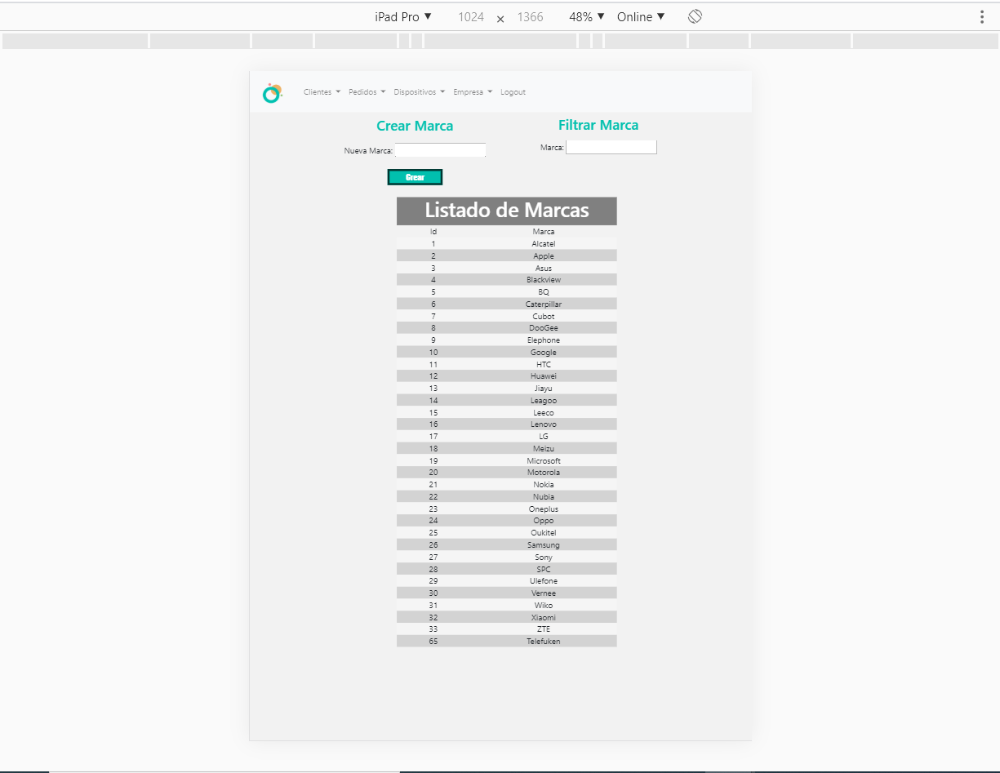 iPad Pro ▼ 1024 × 1366 48% ▼ Online ▼
Clientes Pedidos Dispositivos Empresa Logout
Crear Marca
Nueva Marca:
Crear
Filtrar Marca
Marca:
Listado de Marcas
Id Marca
1 Alcatel
2 Apple
3 Asus
4 Blackview
5 BQ
6 Caterpillar
7 Cubot
8 DooGee
9 Elephone
10 Google
11 HTC
12 Huawei
13 Jiayu
14 Leagoo
15 Leeco
16 Lenovo
17 LG
18 Meizu
19 Microsoft
20 Motorola
21 Nokia
22 Nubia
23 Oneplus
24 Oppo
25 Oukitel
26 Samsung
27 Sony
28 SPC
29 Ulefone
30 Vernee
31 Wiko
32 Xiaomi
33 ZTE
65 Telefuken